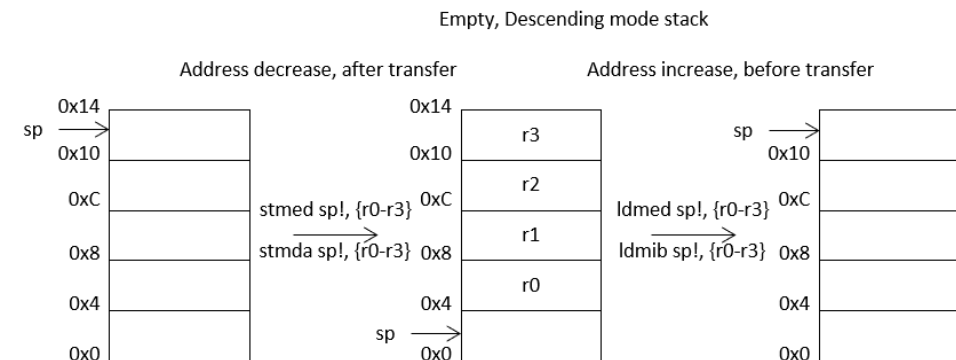 Empty, Descending mode stack
Address decrease, after transfer
Address increase, before transfer
0x14
sp
0x10
0xC
0x8
0x4
0x0
stmed sp!, {r0-r3}
stmda sp!, {r0-r3}
0x14
r3
0x10
r2
0xC
r1
0x8
r0
0x4
sp
0x0
ldmed sp!, {r0-r3}
ldmib sp!, {r0-r3}
sp
0x10
0xC
0x8
0x4
0x0